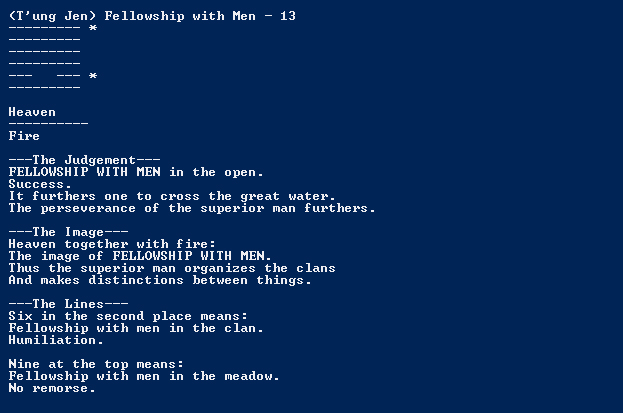 (T'ung Jen) Fellowship with Men - 13
--------- *
---------
---------
---------
---   --- *
---------
Heaven
----------
Fire
---The Judgement---
FELLOWSHIP WITH MEN in the open.
Success.
It furthers one to cross the great water.
The perseverance of the superior man furthers.
---The Image---
Heaven together with fire:
The image of FELLOWSHIP WITH MEN.
Thus the superior man organizes the clans
And makes distinctions between things.
---The Lines---
Six in the second place means:
Fellowship with men in the clan.
Humiliation.
Nine at the top means:
Fellowship with men in the meadow.
No remorse.